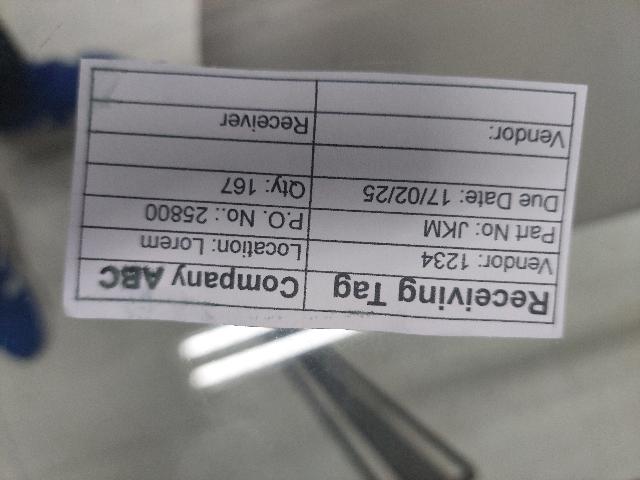 Receiving Tag Company ABC
Vendor: 1234 Location: Lorem
Part No: JKM P.O. No.: 25800
Due Date: 17/02/25 Qty: 167
Vendor: Receiver